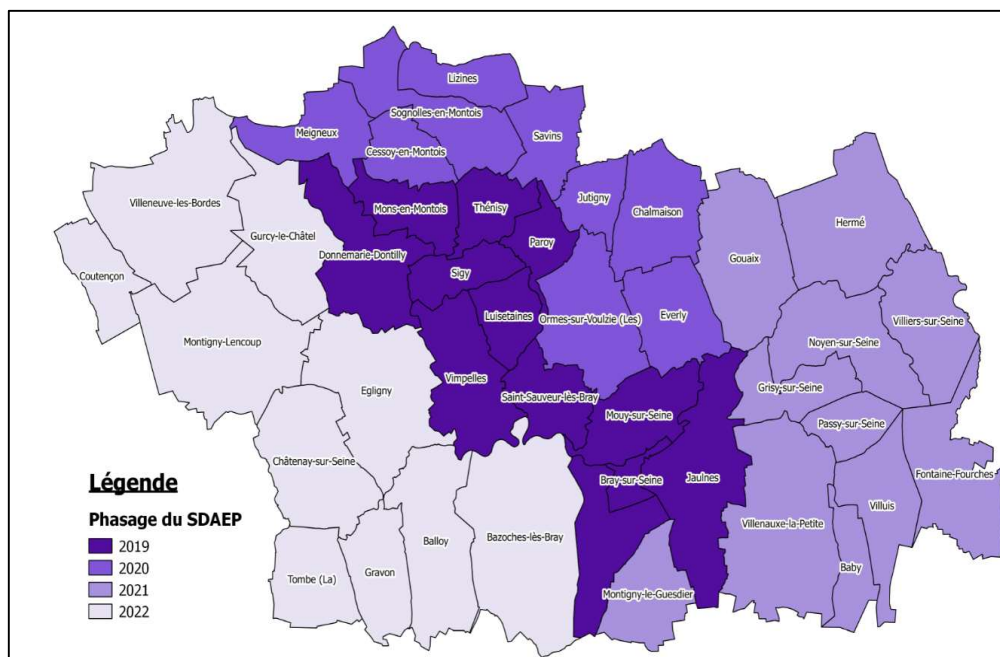 Lizines
Sognolles-en-Montois
Meigneux
Savins
Cessoy-en-Montois
Villeneuve-les-Bordes
Mons-en-Montois
Thénisy
Jutigny
Chalmaison
Hermé
Gurcy-le-Châtel
Donnemarie-Dontilly
Paroy
Gouaix
Coutençon
Sigy
Luisetaines
Ormes-sur-Voulzie (Les)
Everly
Villiers-sur-Seine
Montigny-Lencoup
Noyen-sur-Seine
Egligny
Vimpelles
Grisy-sur-Seine
Saint-Sauveur-lès-Bray
Mouy-sur-Seine
Passy-sur-Seine
Châtenay-sur-Seine
Fontaine-Fourches
Bray-sur-Seine
Jaulnes
Villuis
Villenauxe-la-Petite
Bazoches-lès-Bray
Balloy
Baby
Tombe (La)
Gravon
Montigny-le-Guesdier
Légende
Phasage du SDAEP
2019
2020
2021
2022